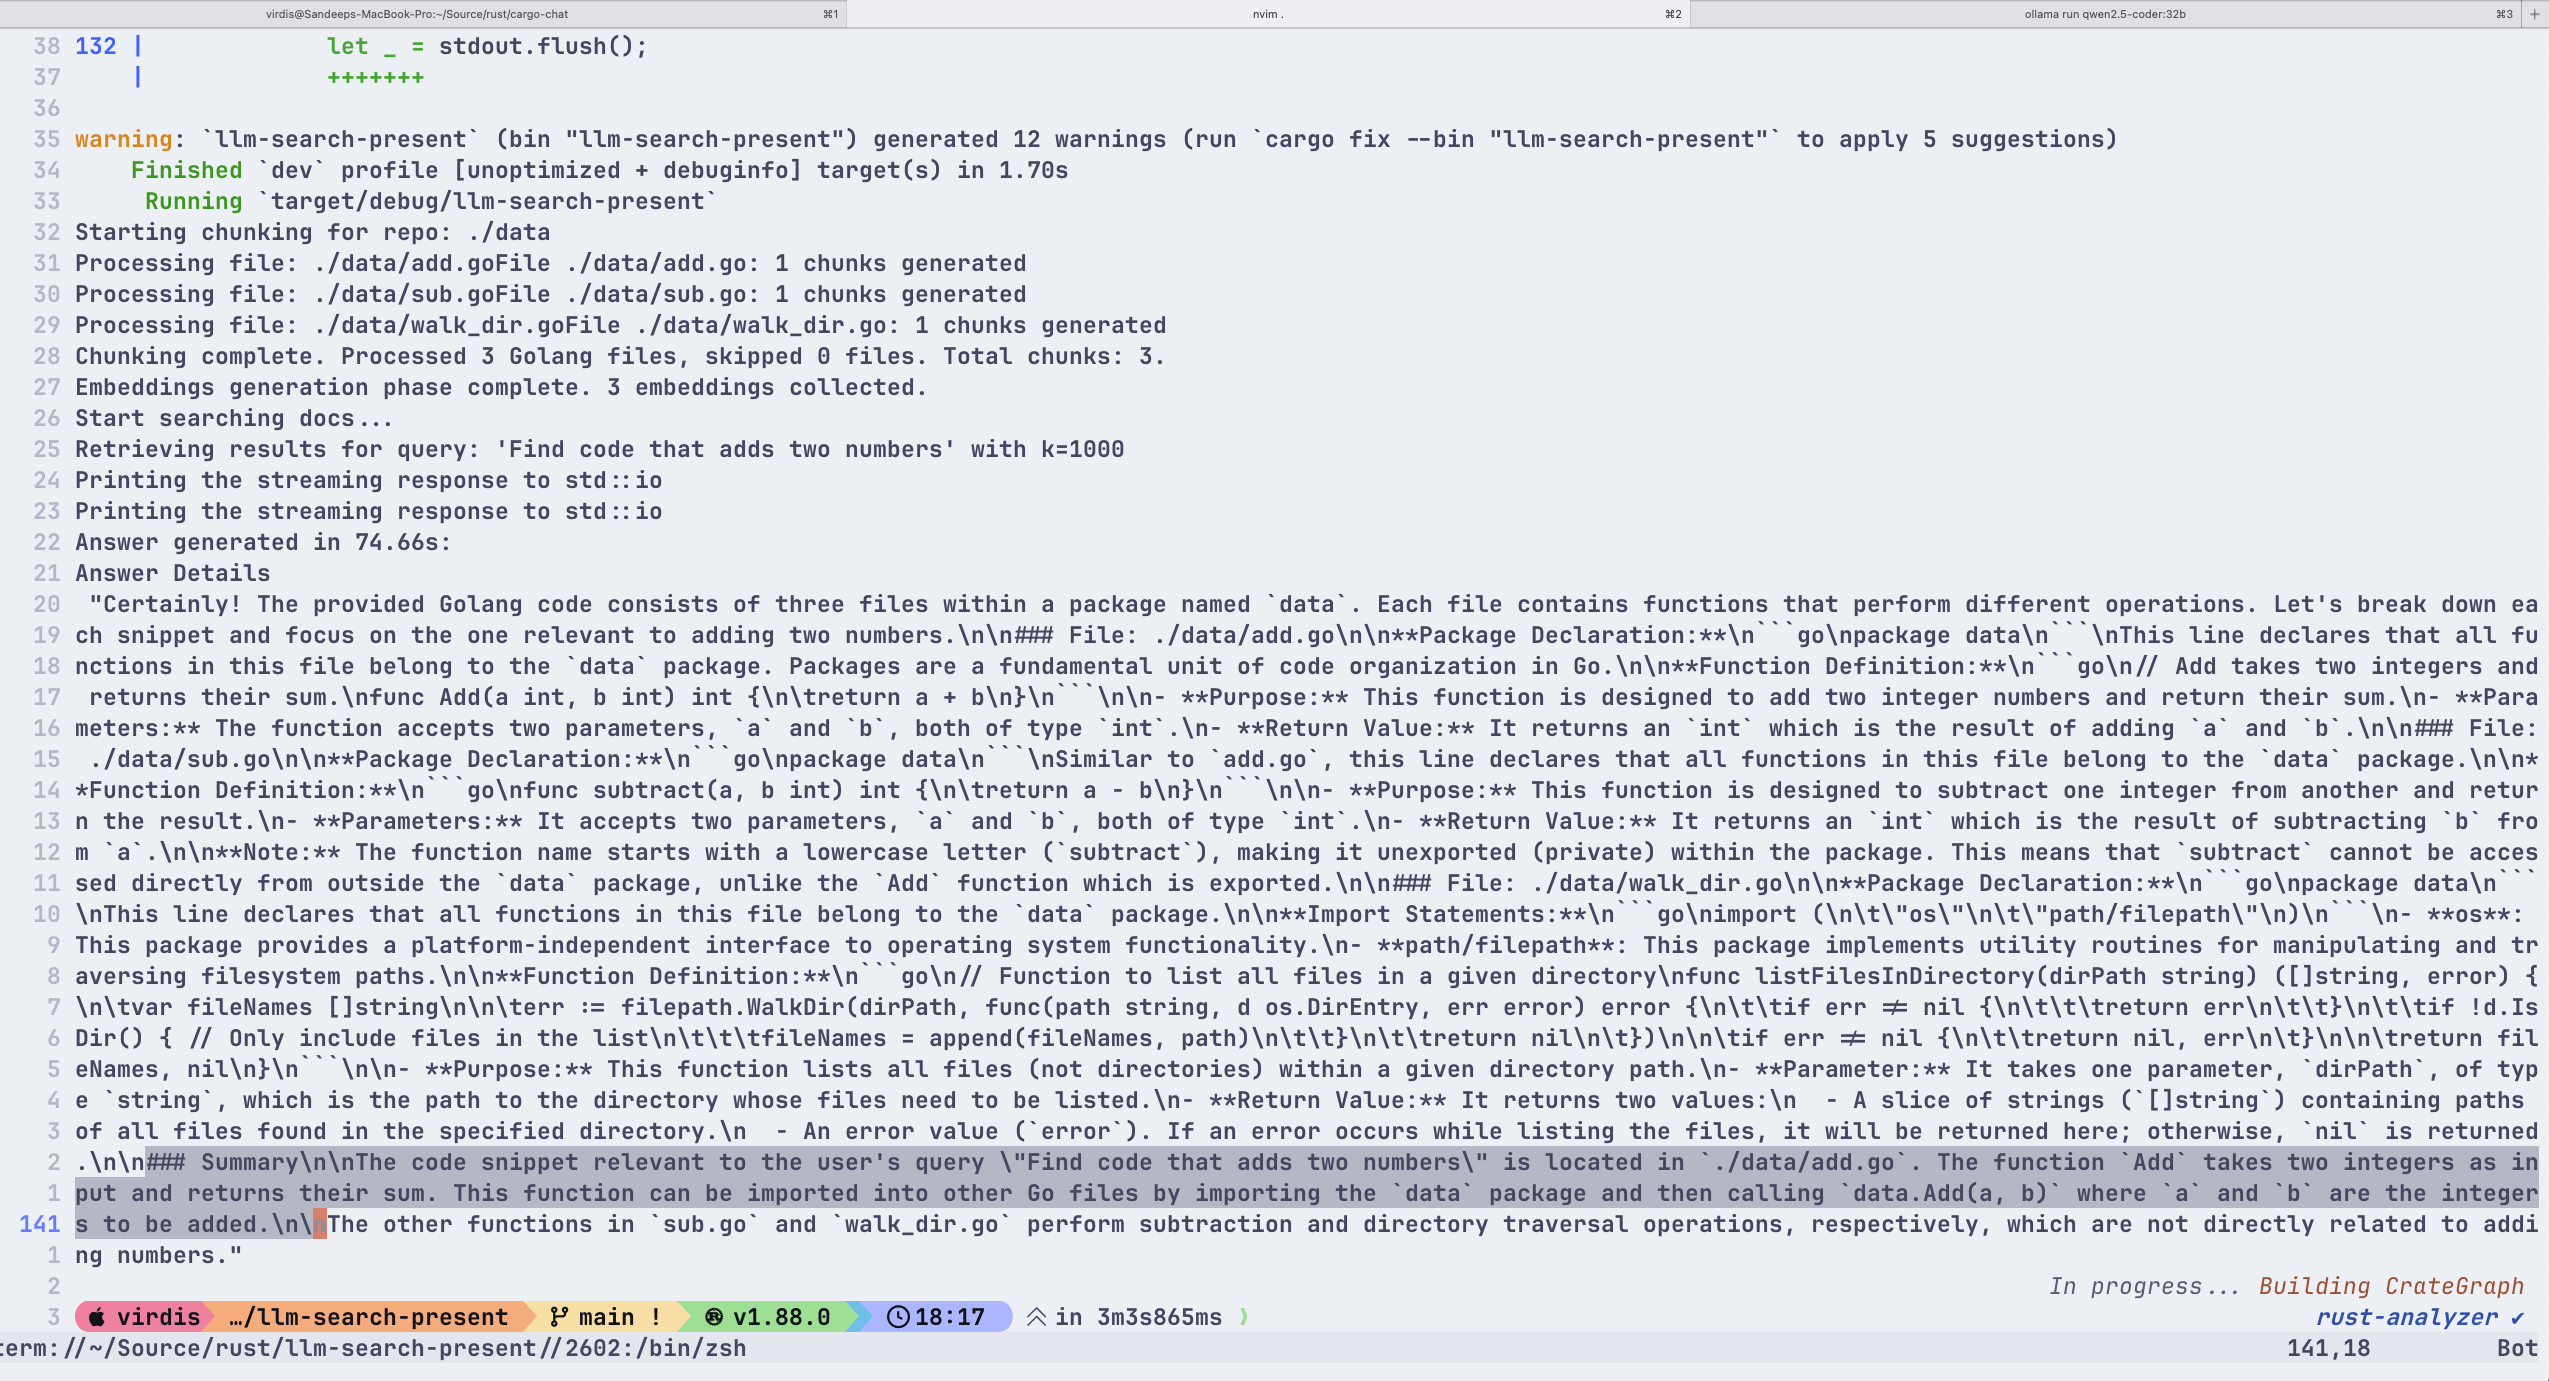 virdis@Sandeeps-MacBook-Pro:~/Source/rust/cargo-chat ⌘1 nvim . ⌘2 ollama run qwen2.5-coder:32b ⌘3 +
38 132 |             let _ = stdout.flush();
37     |             +++++++
36
35 warning: `llm-search-present` (bin "llm-search-present") generated 12 warnings (run `cargo fix --bin "llm-search-present"` to apply 5 suggestions)
34     Finished `dev` profile [unoptimized + debuginfo] target(s) in 1.70s
33      Running `target/debug/llm-search-present`
32 Starting chunking for repo: ./data
31 Processing file: ./data/add.goFile ./data/add.go: 1 chunks generated
30 Processing file: ./data/sub.goFile ./data/sub.go: 1 chunks generated
29 Processing file: ./data/walk_dir.goFile ./data/walk_dir.go: 1 chunks generated
28 Chunking complete. Processed 3 Golang files, skipped 0 files. Total chunks: 3.
27 Embeddings generation phase complete. 3 embeddings collected.
26 Start searching docs...
25 Retrieving results for query: 'Find code that adds two numbers' with k=1000
24 Printing the streaming response to std::io
23 Printing the streaming response to std::io
22 Answer generated in 74.66s:
21 Answer Details
20  "Certainly! The provided Golang code consists of three files within a package named `data`. Each file contains functions that perform different operations. Let's break down ea
19 ch snippet and focus on the one relevant to adding two numbers.\n\n### File: ./data/add.go\n\n**Package Declaration:**\n```go\npackage data\n```\nThis line declares that all fu
18 nctions in this file belong to the `data` package. Packages are a fundamental unit of code organization in Go.\n\n**Function Definition:**\n```go\n// Add takes two integers and
17  returns their sum.\nfunc Add(a int, b int) int {\n\treturn a + b\n}\n```\n\n- **Purpose:** This function is designed to add two integer numbers and return their sum.\n- **Para
16 meters:** The function accepts two parameters, `a` and `b`, both of type `int`.\n- **Return Value:** It returns an `int` which is the result of adding `a` and `b`.\n\n### File:
15  ./data/sub.go\n\n**Package Declaration:**\n```go\npackage data\n```\nSimilar to `add.go`, this line declares that all functions in this file belong to the `data` package.\n\n*
14 *Function Definition:**\n```go\nfunc subtract(a, b int) int {\n\treturn a - b\n}\n```\n\n- **Purpose:** This function is designed to subtract one integer from another and retur
13 n the result.\n- **Parameters:** It accepts two parameters, `a` and `b`, both of type `int`.\n- **Return Value:** It returns an `int` which is the result of subtracting `b` fro
12 m `a`.\n\n**Note:** The function name starts with a lowercase letter (`subtract`), making it unexported (private) within the package. This means that `subtract` cannot be acces
11 sed directly from outside the `data` package, unlike the `Add` function which is exported.\n\n### File: ./data/walk_dir.go\n\n**Package Declaration:**\n```go\npackage data\n```
10 \nThis line declares that all functions in this file belong to the `data` package.\n\n**Import Statements:**\n```go\nimport (\n\t\"os\"\n\t\"path/filepath\"\n)\n```\n- **os**:
9 This package provides a platform-independent interface to operating system functionality.\n- **path/filepath**: This package implements utility routines for manipulating and tr
8 aversing filesystem paths.\n\n**Function Definition:**\n```go\n// Function to list all files in a given directory\nfunc listFilesInDirectory(dirPath string) ([]string, error) {
7 \n\tvar fileNames []string\n\n\terr := filepath.WalkDir(dirPath, func(path string, d os.DirEntry, err error) error {\n\t\tif err != nil {\n\t\t\treturn err\n\t\t}\n\t\tif !d.Is
6 Dir() { // Only include files in the list\n\t\t\tfileNames = append(fileNames, path)\n\t\t}\n\t\treturn nil\n\t})\n\n\tif err != nil {\n\t\treturn nil, err\n\t}\n\n\treturn fil
5 eNames, nil\n}\n```\n\n- **Purpose:** This function lists all files (not directories) within a given directory path.\n- **Parameter:** It takes one parameter, `dirPath`, of typ
4 e `string`, which is the path to the directory whose files need to be listed.\n- **Return Value:** It returns two values:\n  - A slice of strings (`[]string`) containing paths
3 of all files found in the specified directory.\n  - An error value (`error`). If an error occurs while listing the files, it will be returned here; otherwise, `nil` is returned
2 .\n\n### Summary\n\nThe code snippet relevant to the user's query \"Find code that adds two numbers\" is located in `./data/add.go`. The function `Add` takes two integers as in
1 put and returns their sum. This function can be imported into other Go files by importing the `data` package and then calling `data.Add(a, b)` where `a` and `b` are the integer
141 s to be added.\n\nThe other functions in `sub.go` and `walk_dir.go` perform subtraction and directory traversal operations, respectively, which are not directly related to addi
1 ng numbers."
2 In progress... Building CrateGraph
3 virdis …/llm-search-present main ! v1.88.0 18:17 in 3m3s865ms ❯ rust-analyzer ✔
term://~/Source/rust/llm-search-present//2602:/bin/zsh 141,18 Bot